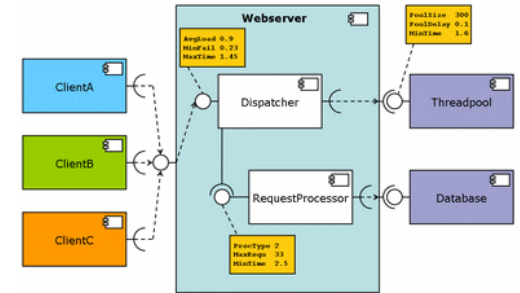 Webserver
PoolSize 300
PoolDelay 0.1
MinTime 1.6
AvgLoad 0.9
MinFail 0.23
MaxTime 1.45
ClientA
Dispatcher
Threadpool
ClientB
RequestProcessor
Database
ClientC
ProcType 2
MaxRequ 33
MinTime 2.5